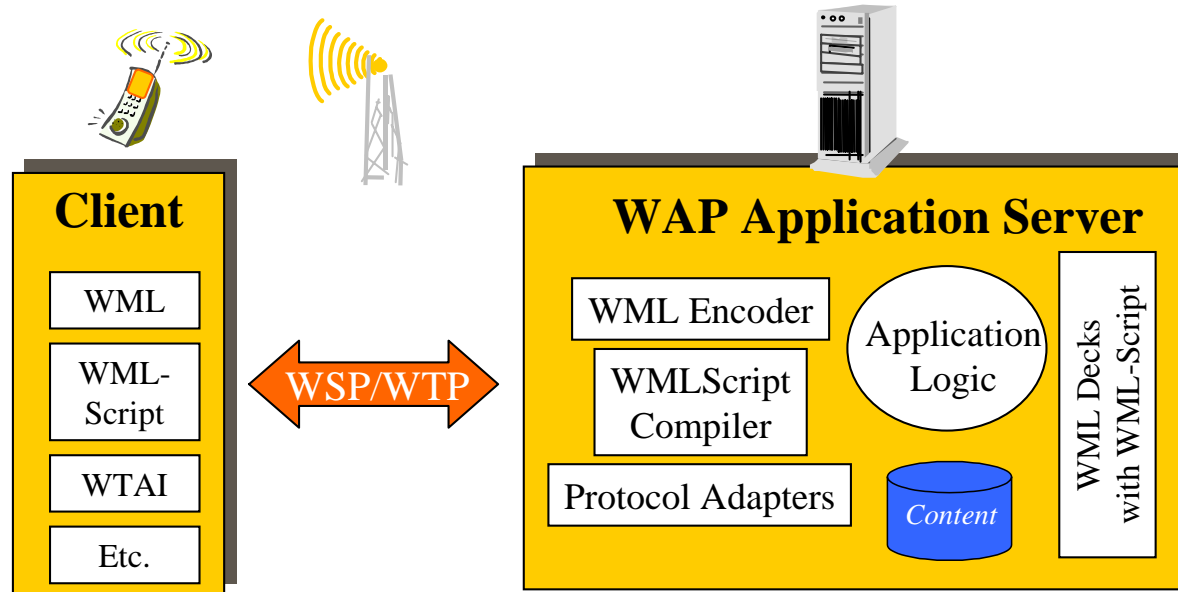 Client
WML
WML-
Script
WTAI
Etc.
WSP/WTP
WAP Application Server
WML Encoder
WMLScript
Compiler
Protocol Adapters
Application
Logic
Content
WML Decks
with WML-Script